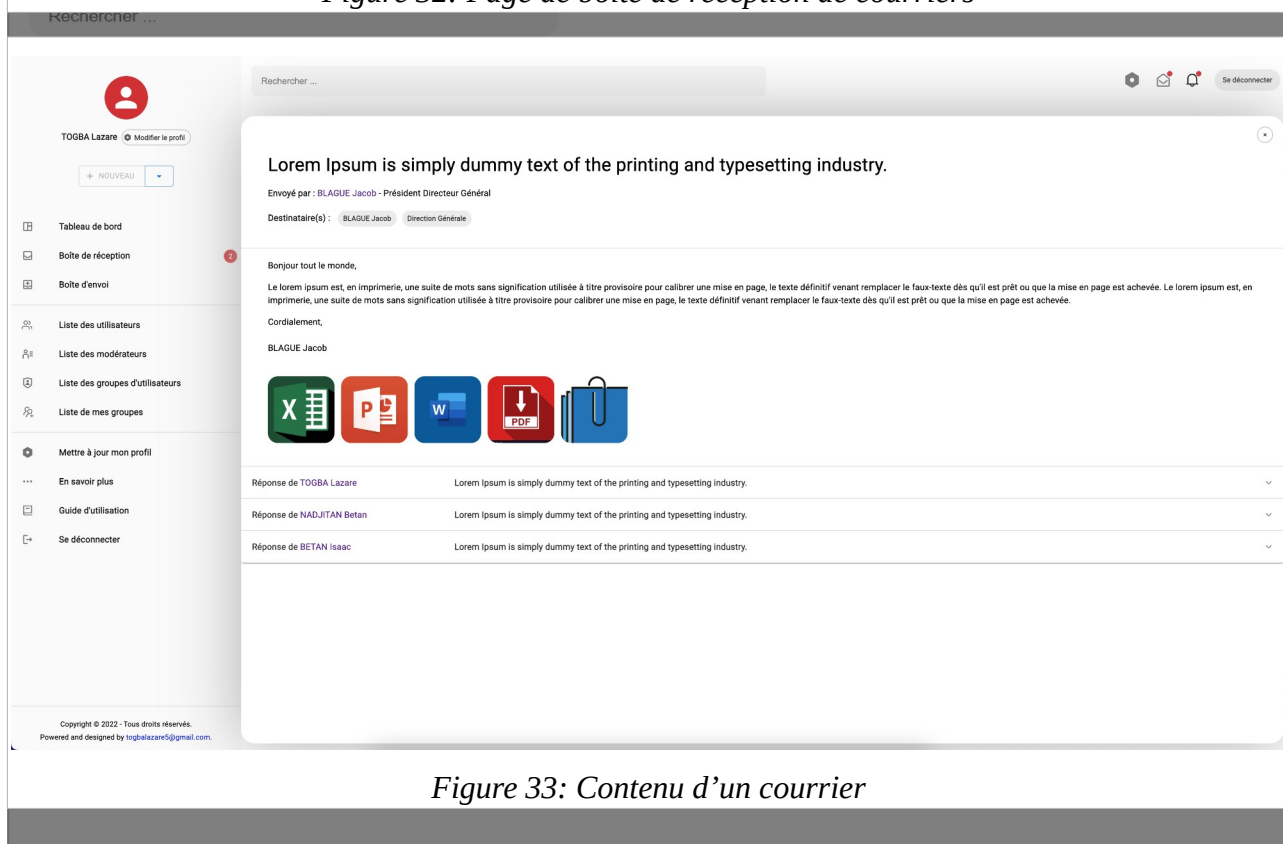 Figure 32: Page de boîte de réception de courriers
Rechercher ...
Rechercher ...
Se déconnecter
TOGBA Lazare
Modifier le profil
+ NOUVEAU
Tableau de bord
Boîte de réception
2
Boîte d'envoi
Liste des utilisateurs
Liste des modérateurs
Liste des groupes d'utilisateurs
Liste de mes groupes
Mettre à jour mon profil
En savoir plus
Guide d'utilisation
Se déconnecter
Copyright © 2022 - Tous droits réservés.
Powered and designed by togbalazare5@gmail.com.
Lorem Ipsum is simply dummy text of the printing and typesetting industry.
Envoyé par : BLAGUE Jacob - Président Directeur Général
Destinataire(s) : BLAGUE Jacob Direction Générale
Bonjour tout le monde,
Le lorem ipsum est, en imprimerie, une suite de mots sans signification utilisée à titre provisoire pour calibrer une mise en page, le texte définitif venant remplacer le faux-texte dès qu'il est prêt ou que la mise en page est achevée. Le lorem ipsum est, en
imprimerie, une suite de mots sans signification utilisée à titre provisoire pour calibrer une mise en page, le texte définitif venant remplacer le faux-texte dès qu'il est prêt ou que la mise en page est achevée.
Cordialement,
BLAGUE Jacob
X
P
W
PDF
Réponse de TOGBA Lazare Lorem Ipsum is simply dummy text of the printing and typesetting industry.
Réponse de NADJITAN Betan Lorem Ipsum is simply dummy text of the printing and typesetting industry.
Réponse de BETAN Isaac Lorem Ipsum is simply dummy text of the printing and typesetting industry.
Figure 33: Contenu d'un courrier